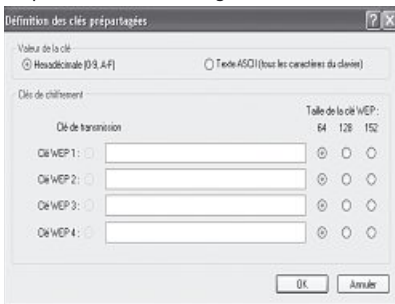 Définition des clés prépartagées
Valeur de la clé
Hexadécimale (0-9, A-F) Texte ASCII (tous les caractères du clavier)
Clés de chiffrement
Taille de la clé WEP :
Clé de transmission 64 128 152
Clé WEP 1 :
Clé WEP 2 :
Clé WEP 3 :
Clé WEP 4 :
OK Annuler